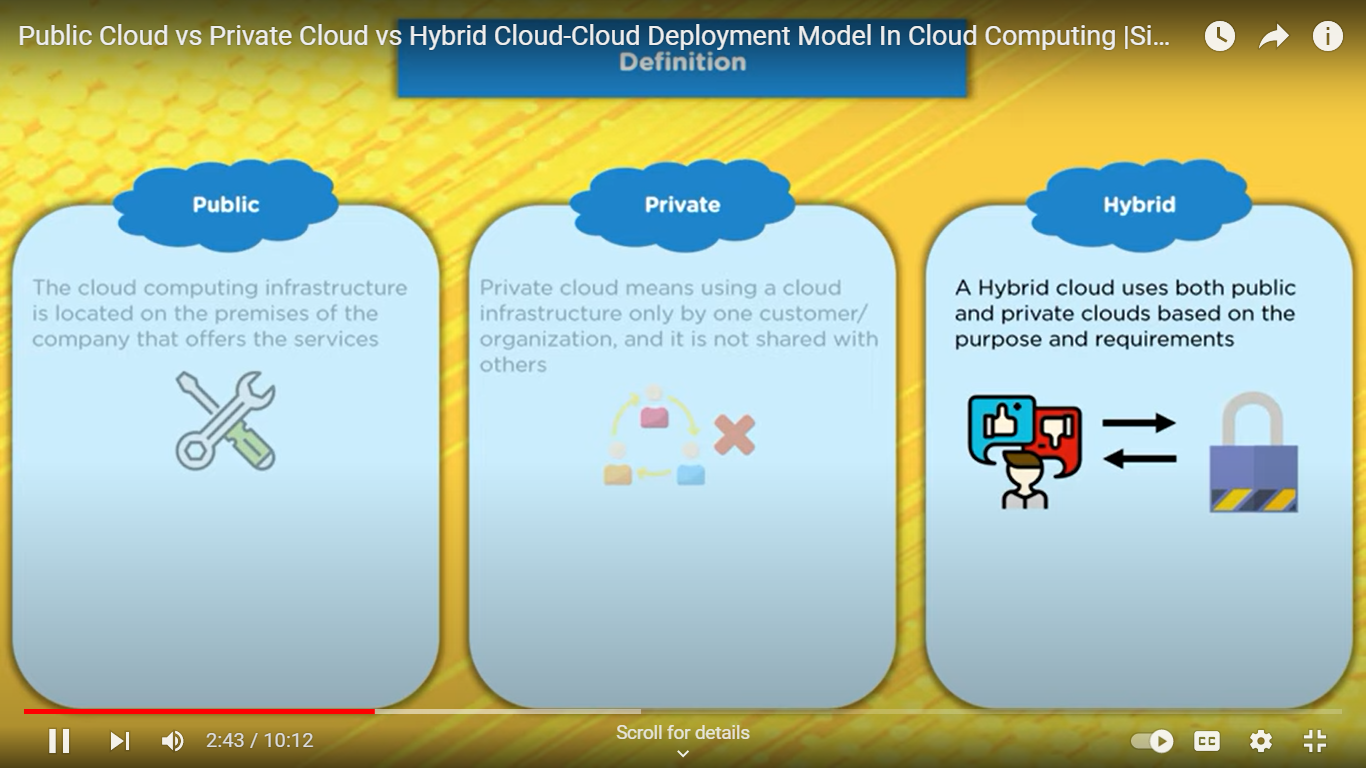 Public Cloud vs Private Cloud vs Hybrid Cloud-Cloud Deployment Model In Cloud Computing |Si...
Definition
Public
The cloud computing infrastructure
is located on the premises of the
company that offers the services
Private
Private cloud means using a cloud
infrastructure only by one customer/
organization, and it is not shared with
others
Hybrid
A Hybrid cloud uses both public
and private clouds based on the
purpose and requirements
2:43 / 10:12
Scroll for details
CC